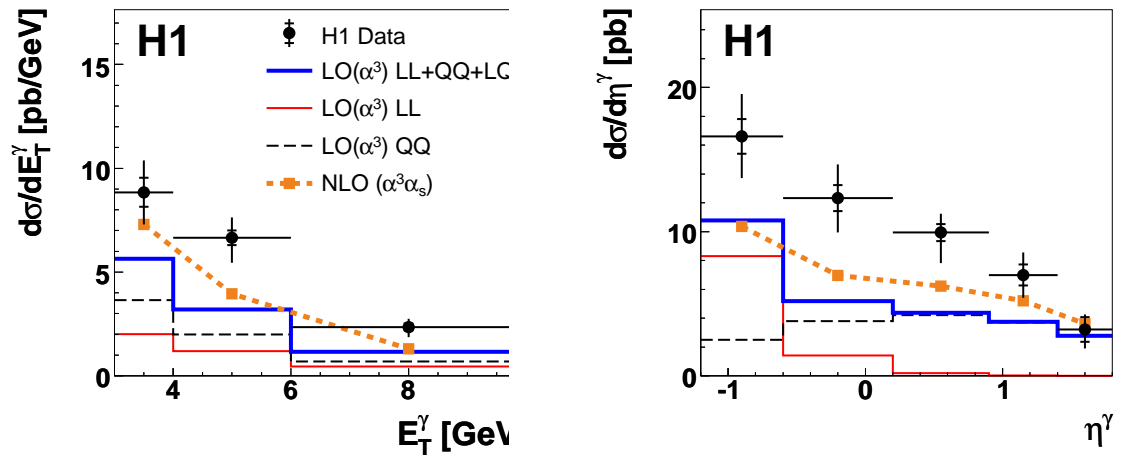 H1
H1 Data
LO(α³) LL+QQ+LQ
LO(α³) LL
LO(α³) QQ
NLO (α³αₛ)
dσ/dE_T^γ [pb/GeV]
15
10
5
0
4 6 8
E_T^γ [GeV
H1
dσ/dη^γ [pb]
20
10
0
-1 0 1
η^γ